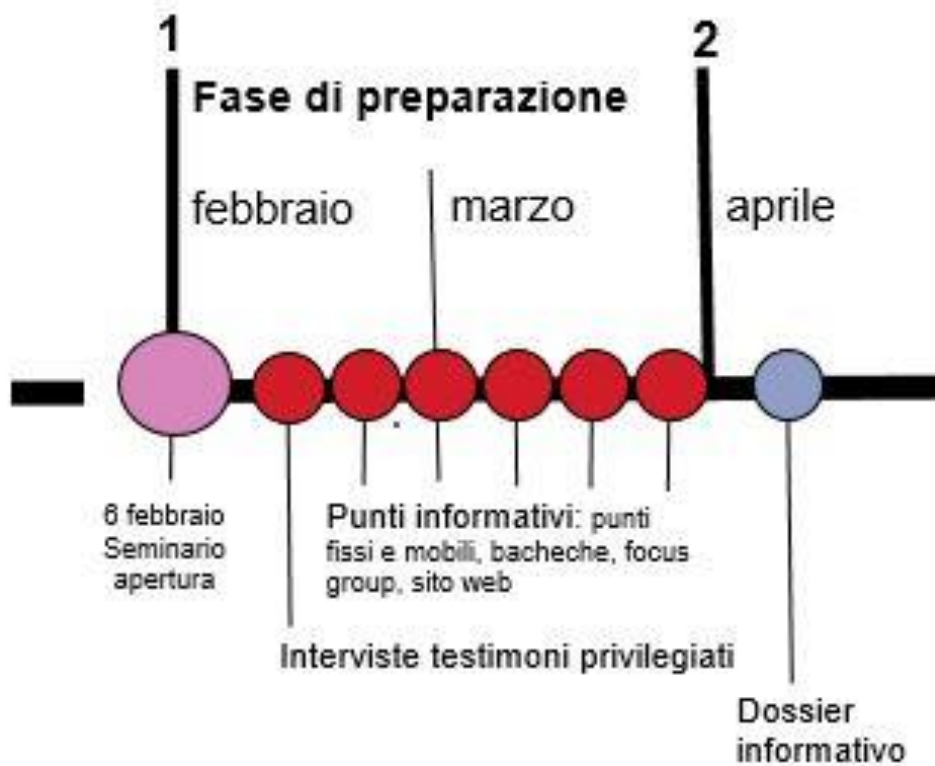 1
2
Fase di preparazione
febbraio
marzo
aprile
6 febbraio
Seminario
apertura
Punti informativi: punti
fissi e mobili, bacheche, focus
group, sito web
Interviste testimoni privilegiati
Dossier
informativo